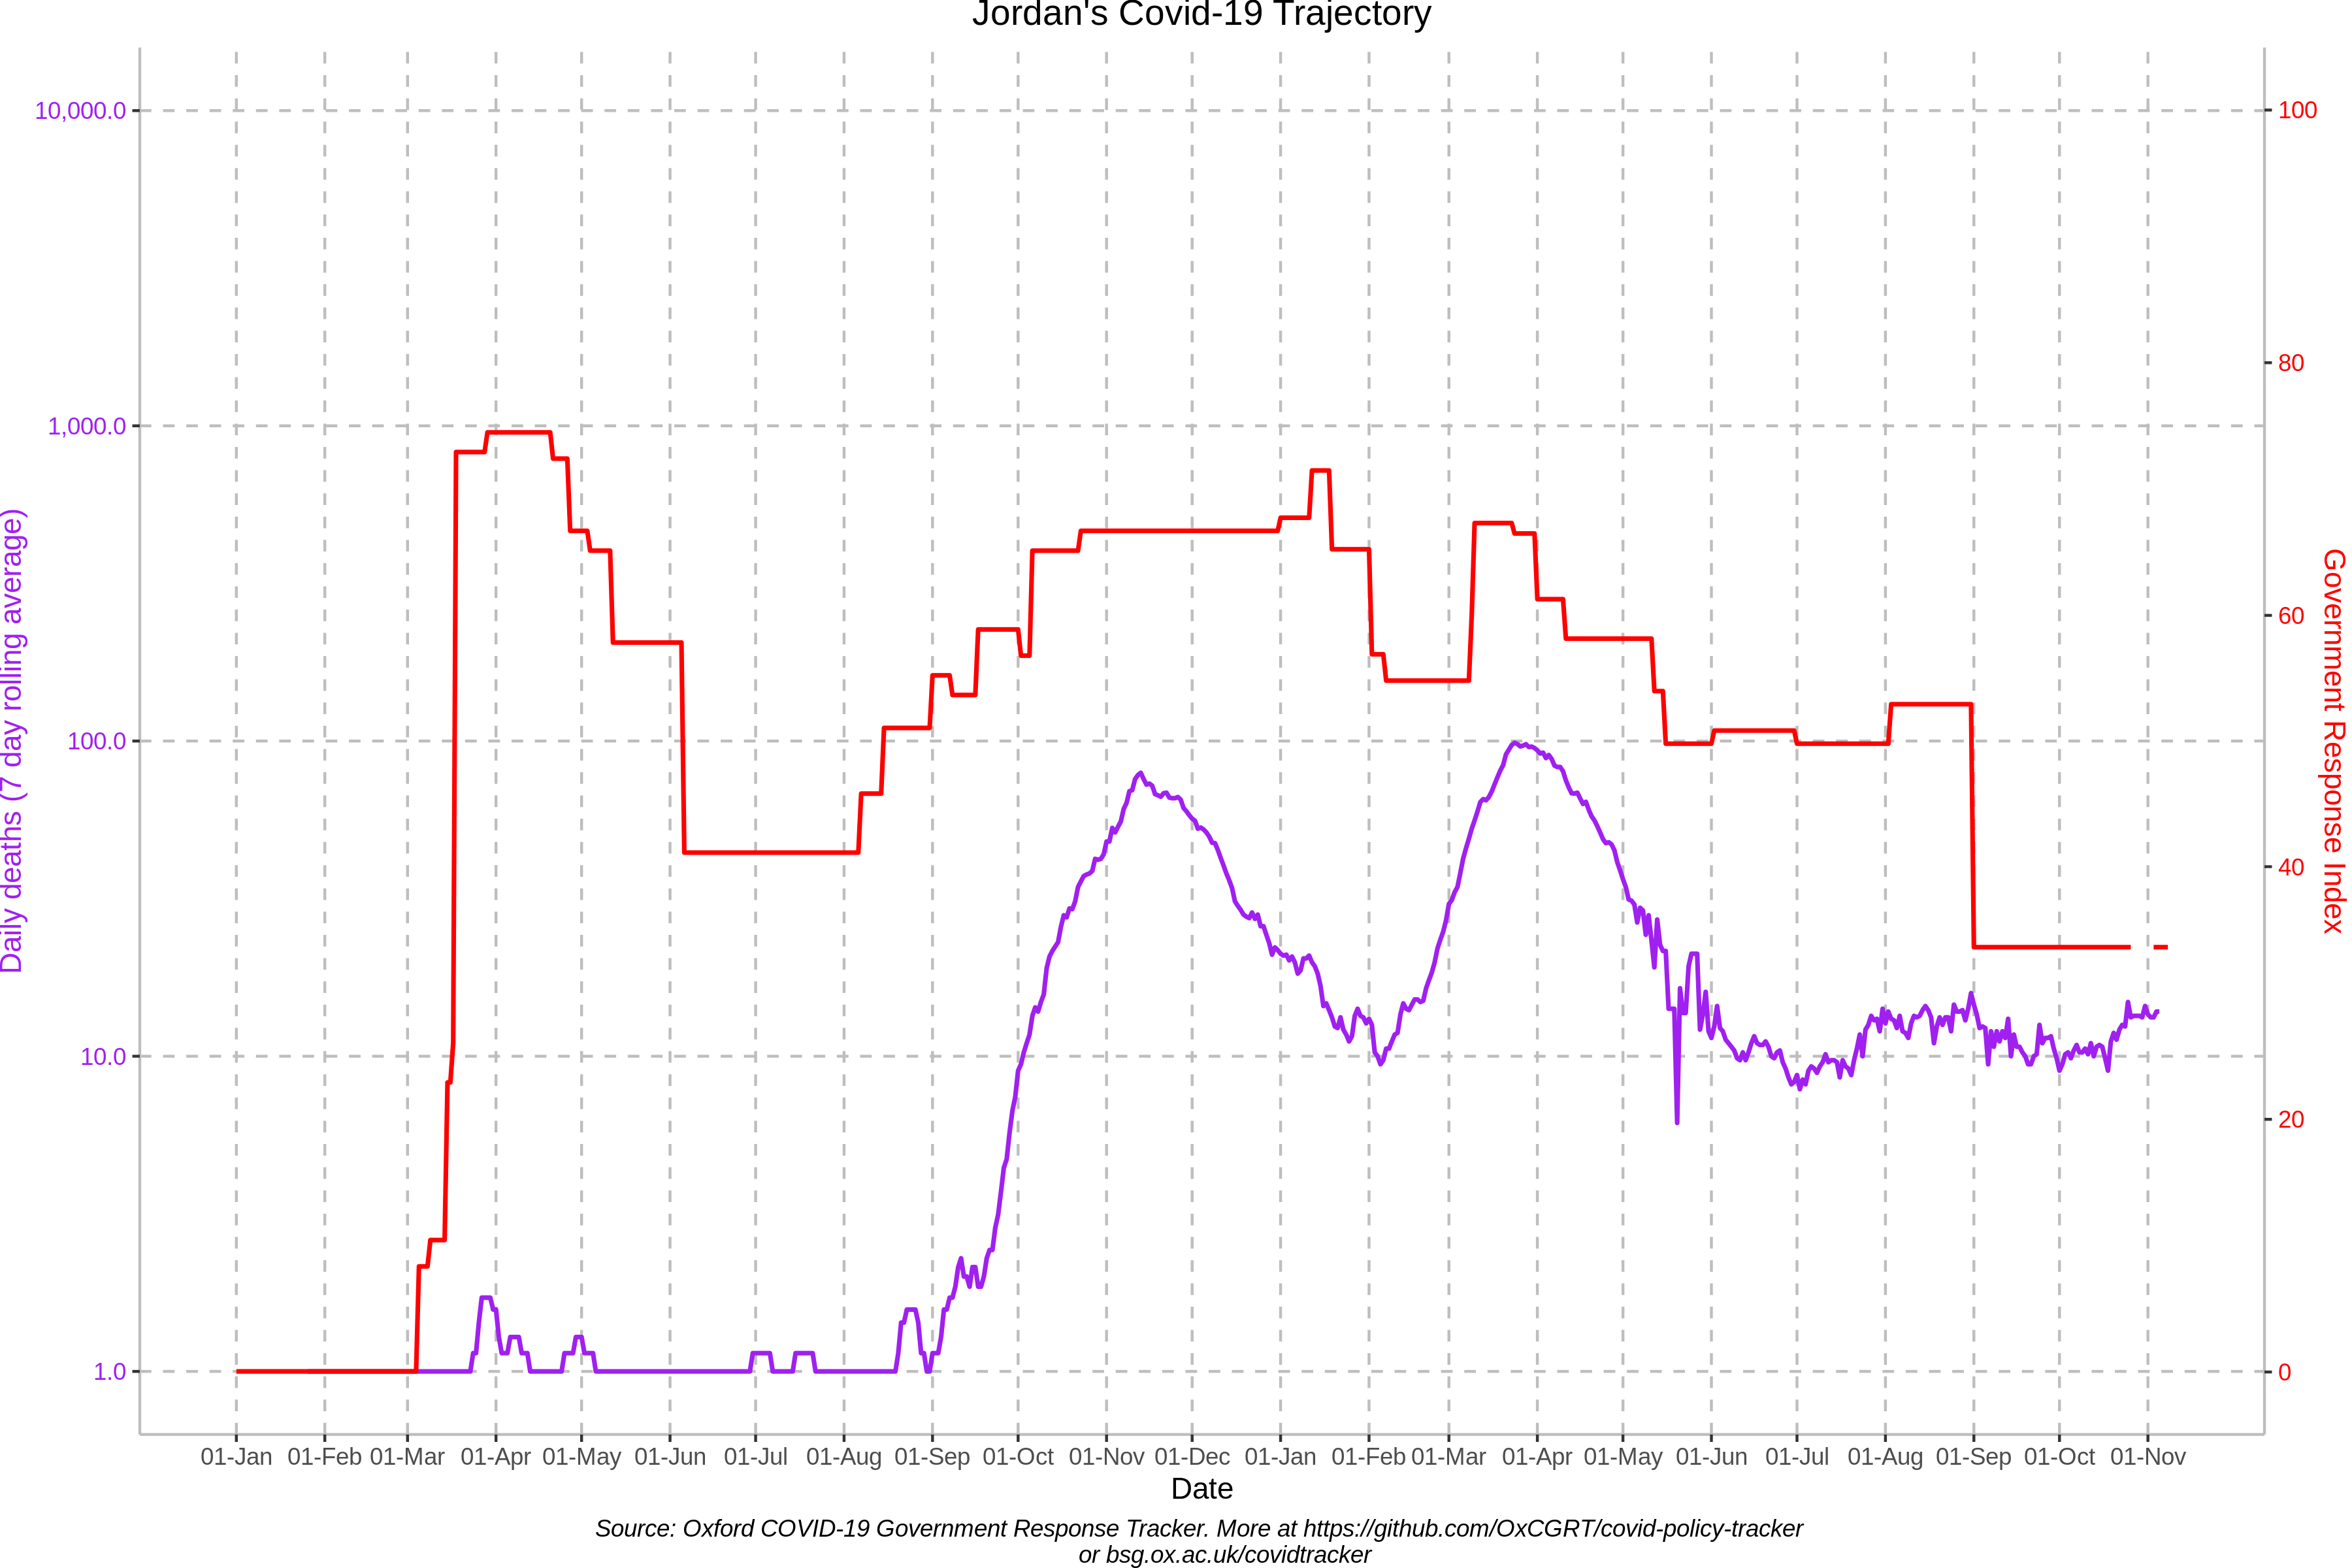 Jordan's Covid-19 Trajectory
Daily deaths (7 day rolling average)
10,000.0
1,000.0
100.0
10.0
1.0
100
80
60
40
20
0
Government Response Index
01-Jan 01-Feb 01-Mar 01-Apr 01-May 01-Jun 01-Jul 01-Aug 01-Sep 01-Oct 01-Nov 01-Dec 01-Jan 01-Feb 01-Mar 01-Apr 01-May 01-Jun 01-Jul 01-Aug 01-Sep 01-Oct 01-Nov
Date
Source: Oxford COVID-19 Government Response Tracker. More at https://github.com/OxCGRT/covid-policy-tracker
or bsg.ox.ac.uk/covidtracker